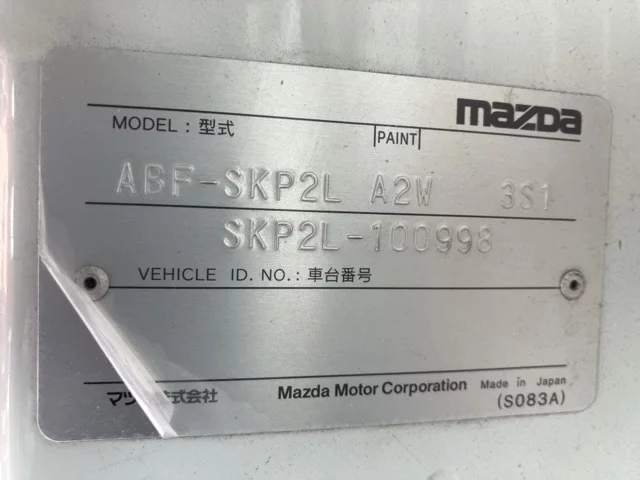 mazda
MODEL : 型式
PAINT
ABF-SKP2L A2W 3S1
SKP2L-100998
VEHICLE ID. NO. : 車台番号
マツ 株式会社 Mazda Motor Corporation Made in Japan
(S083A)